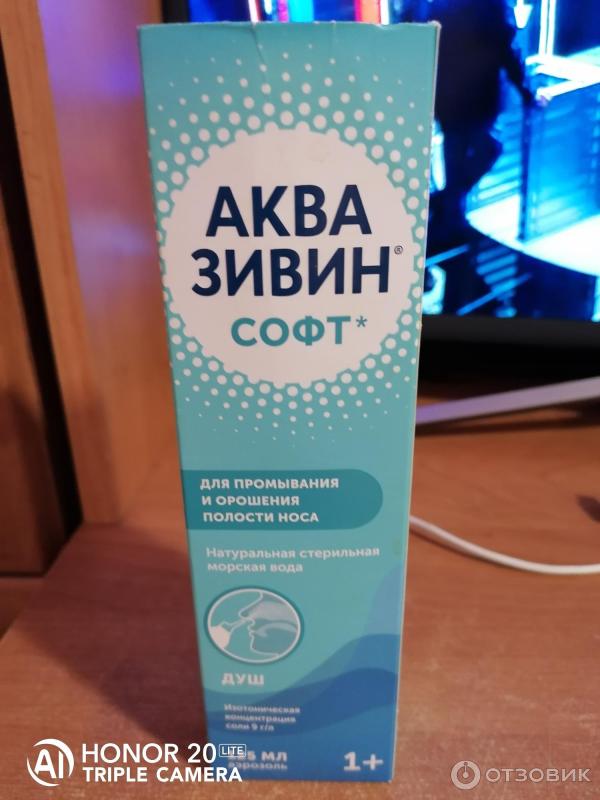 АКВА
ЗИВИН®
СОФТ*
ДЛЯ ПРОМЫВАНИЯ
И ОРОШЕНИЯ
ПОЛОСТИ НОСА
Натуральная стерильная
морская вода
ДУШ
Изотоническая
концентрация
соли 9 г/л
МЛ
аэрозоль
1+
AI HONOR 20 LITE
TRIPLE CAMERA
ОТЗОВИК